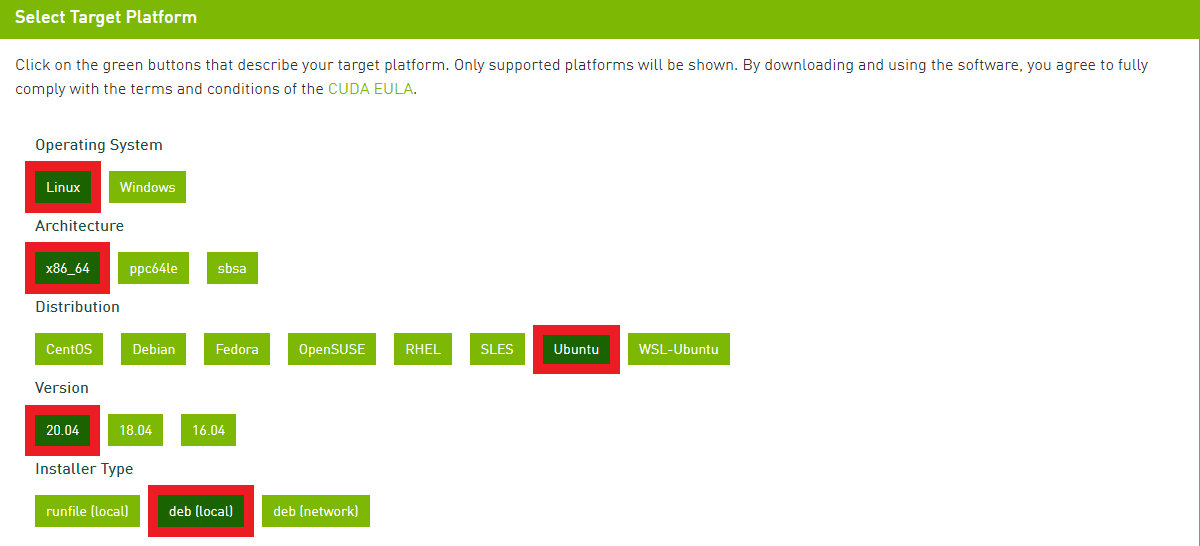 Select Target Platform
Click on the green buttons that describe your target platform. Only supported platforms will be shown. By downloading and using the software, you agree to fully
comply with the terms and conditions of the CUDA EULA.
Operating System
Linux Windows
Architecture
x86_64 ppc64le sbsa
Distribution
CentOS Debian Fedora OpenSUSE RHEL SLES Ubuntu WSL-Ubuntu
Version
20.04 18.04 16.04
Installer Type
runfile (local) deb (local) deb (network)